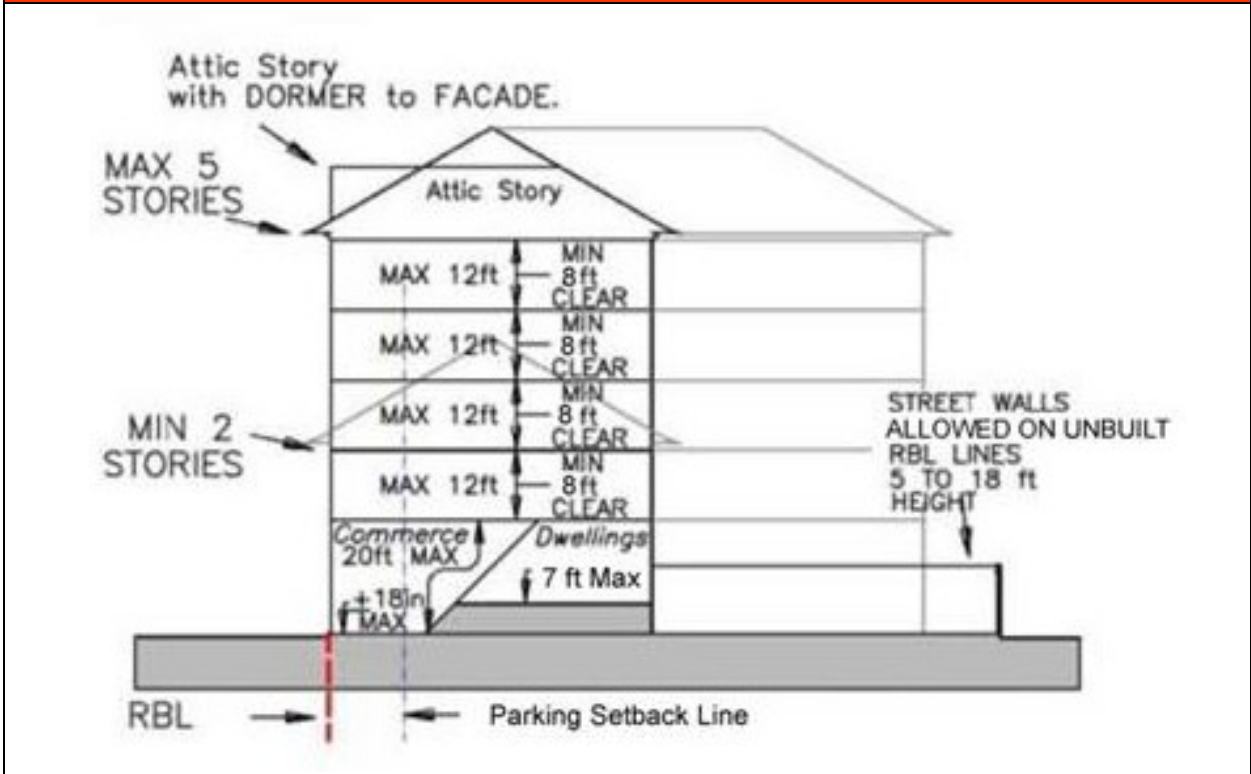 Attic Story
with DORMER to FACADE.
MAX 5
STORIES
Attic Story
MAX 12ft
MIN
8ft
CLEAR
MAX 12ft
MIN
8ft
CLEAR
MAX 12ft
MIN
8ft
CLEAR
MIN 2
STORIES
MAX 12ft
MIN
8ft
CLEAR
STREET WALLS
ALLOWED ON UNBUILT
RBL LINES
5 TO 18 ft
HEIGHT
Commerce
20ft MAX
Dwellings
7 ft Max
+18in
MAX
RBL
Parking Setback Line